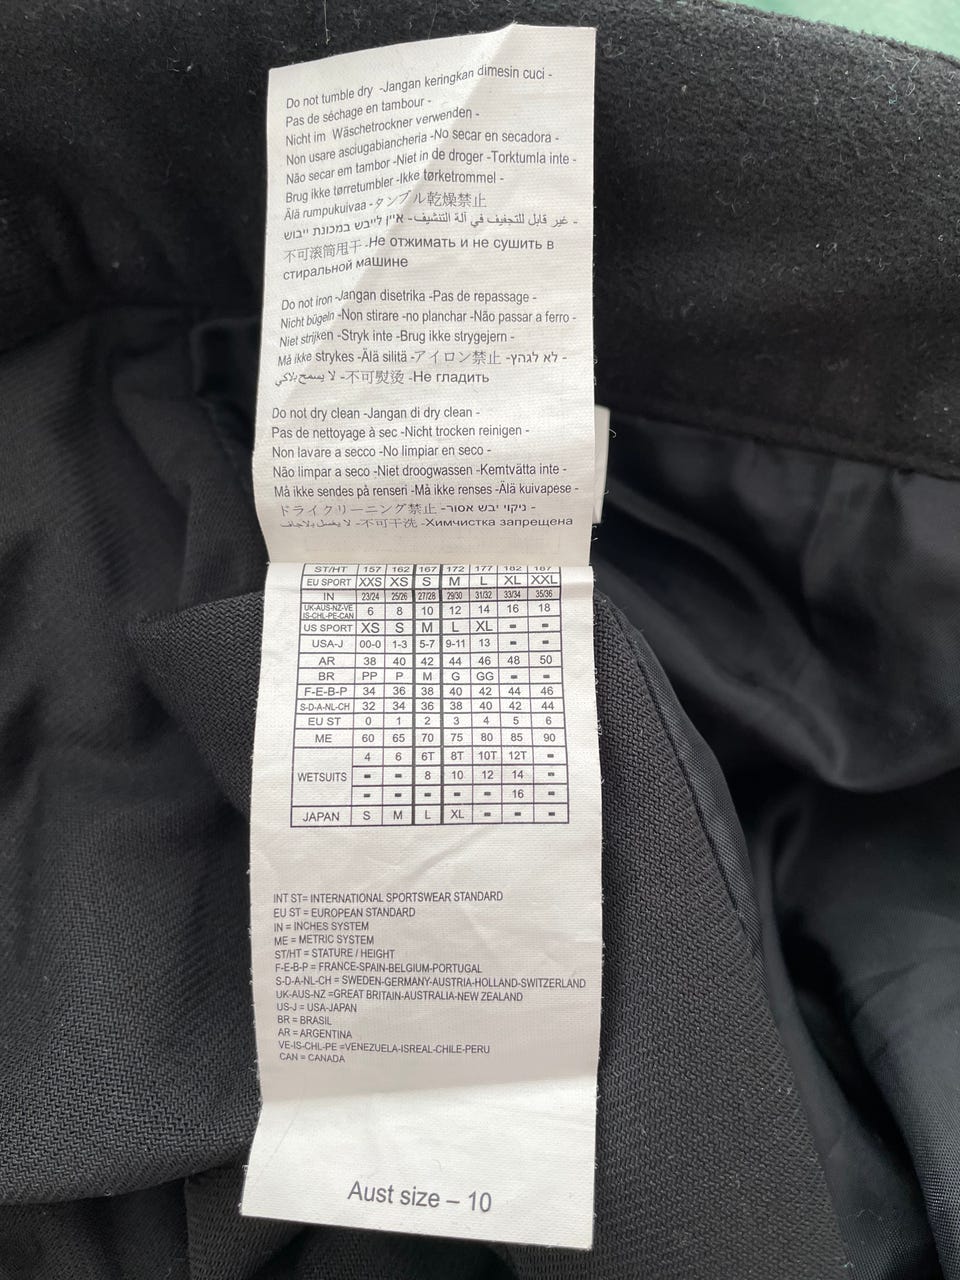 Do not tumble dry -Jangan keringkan dimesin cuci -
Pas de séchage en tambour -
Nicht im Wäschetrockner verwenden -
Non usare asciugabiancheria -No secar en secadora -
Não secar em tambor -Niet in de droger -Torktumla inte -
Brug ikke tørretumbler -Ikke tørketrommel -
Älä rumpukuivaa -タンブル乾燥禁止
غير قابل للتجفيف في آلة التنشيف- איין לייבש במכונת ייבוש -
不可滚筒甩干 -Не отжимать и не сушить в
стиральной машине
Do not iron -Jangan disetrika -Pas de repassage -
Nicht bügeln -Non stirare -no planchar -Não passar a ferro -
Niet strijken -Stryk inte -Brug ikke strygejern -
Må ikke strykes -Älä silitä -アイロン禁止 -לא לגהץ -
لا يسمح بلاكي -不可熨烫 -Не гладить
Do not dry clean -Jangan di dry clean -
Pas de nettoyage à sec -Nicht trocken reinigen -
Non lavare a secco -No limpiar en seco -
Não limpar a seco -Niet droogwassen -Kemtvätta inte -
Må ikke sendes på renseri -Må ikke renses -Älä kuivapese -
ドライクリーニング禁止 -ניקוי יבש אסור -
-不可干洗 -Химчистка запрещена
ST/HT 157 162 167 172 177 182 187
EU SPORT XXS XS S M L XL XXL
IN 23/24 25/26 27/28 29/30 31/32 33/34 35/36
UK-AUS-NZ-VE
IS-CHL-PE-CAN 6 8 10 12 14 16 18
US SPORT XS S M L XL - -
USA-J 00-0 1-3 5-7 9-11 13 - -
AR 38 40 42 44 46 48 50
BR PP P M G GG - -
F-E-B-P 34 36 38 40 42 44 46
S-D-A-NL-CH 32 34 36 38 40 42 44
EU ST 0 1 2 3 4 5 6
ME 60 65 70 75 80 85 90
4 6 6T 8T 10T 12T -
WETSUITS - - 8 10 12 14 -
- - - - - 16 -
JAPAN S M L XL - - -
INT ST= INTERNATIONAL SPORTSWEAR STANDARD
EU ST = EUROPEAN STANDARD
IN = INCHES SYSTEM
ME = METRIC SYSTEM
ST/HT = STATURE / HEIGHT
F-E-B-P = FRANCE-SPAIN-BELGIUM-PORTUGAL
S-D-A-NL-CH = SWEDEN-GERMANY-AUSTRIA-HOLLAND-SWITZERLAND
UK-AUS-NZ =GREAT BRITAIN-AUSTRALIA-NEW ZEALAND
US-J = USA-JAPAN
BR = BRASIL
AR = ARGENTINA
VE-IS-CHL-PE =VENEZUELA-ISREAL-CHILE-PERU
CAN = CANADA
Aust size – 10